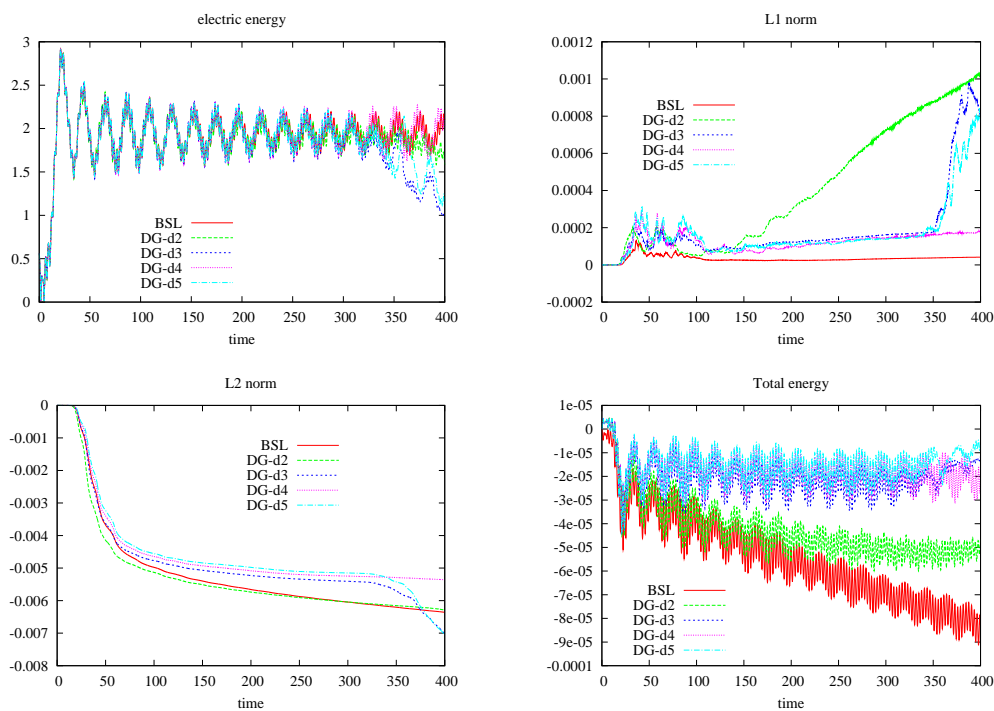 electric energy
3
2.5
2
1.5
1
0.5
0
0 50 100 150 200 250 300 350 400
time
BSL
DG-d2
DG-d3
DG-d4
DG-d5
L1 norm
0.0012
0.001
0.0008
0.0006
0.0004
0.0002
0
-0.0002
0 50 100 150 200 250 300 350 400
time
BSL
DG-d2
DG-d3
DG-d4
DG-d5
L2 norm
0
-0.001
-0.002
-0.003
-0.004
-0.005
-0.006
-0.007
-0.008
0 50 100 150 200 250 300 350 400
time
BSL
DG-d2
DG-d3
DG-d4
DG-d5
Total energy
1e-05
0
-1e-05
-2e-05
-3e-05
-4e-05
-5e-05
-6e-05
-7e-05
-8e-05
-9e-05
-0.0001
0 50 100 150 200 250 300 350 400
time
BSL
DG-d2
DG-d3
DG-d4
DG-d5